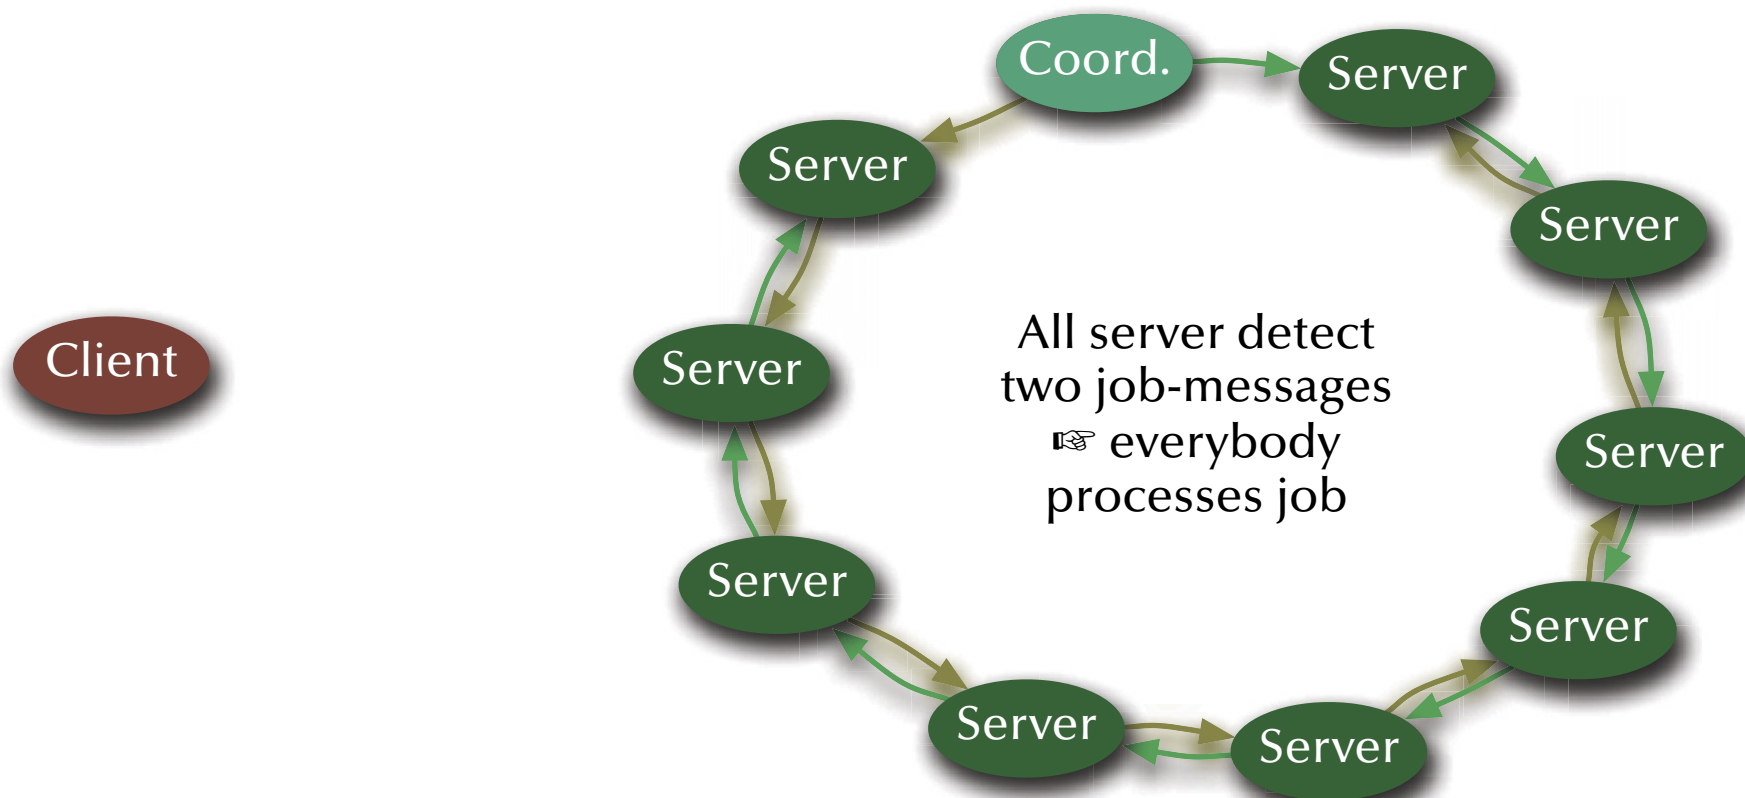 Coord.
Server
Server
Server
Client
Server
All server detect
two job-messages
☞ everybody
processes job
Server
Server
Server
Server
Server